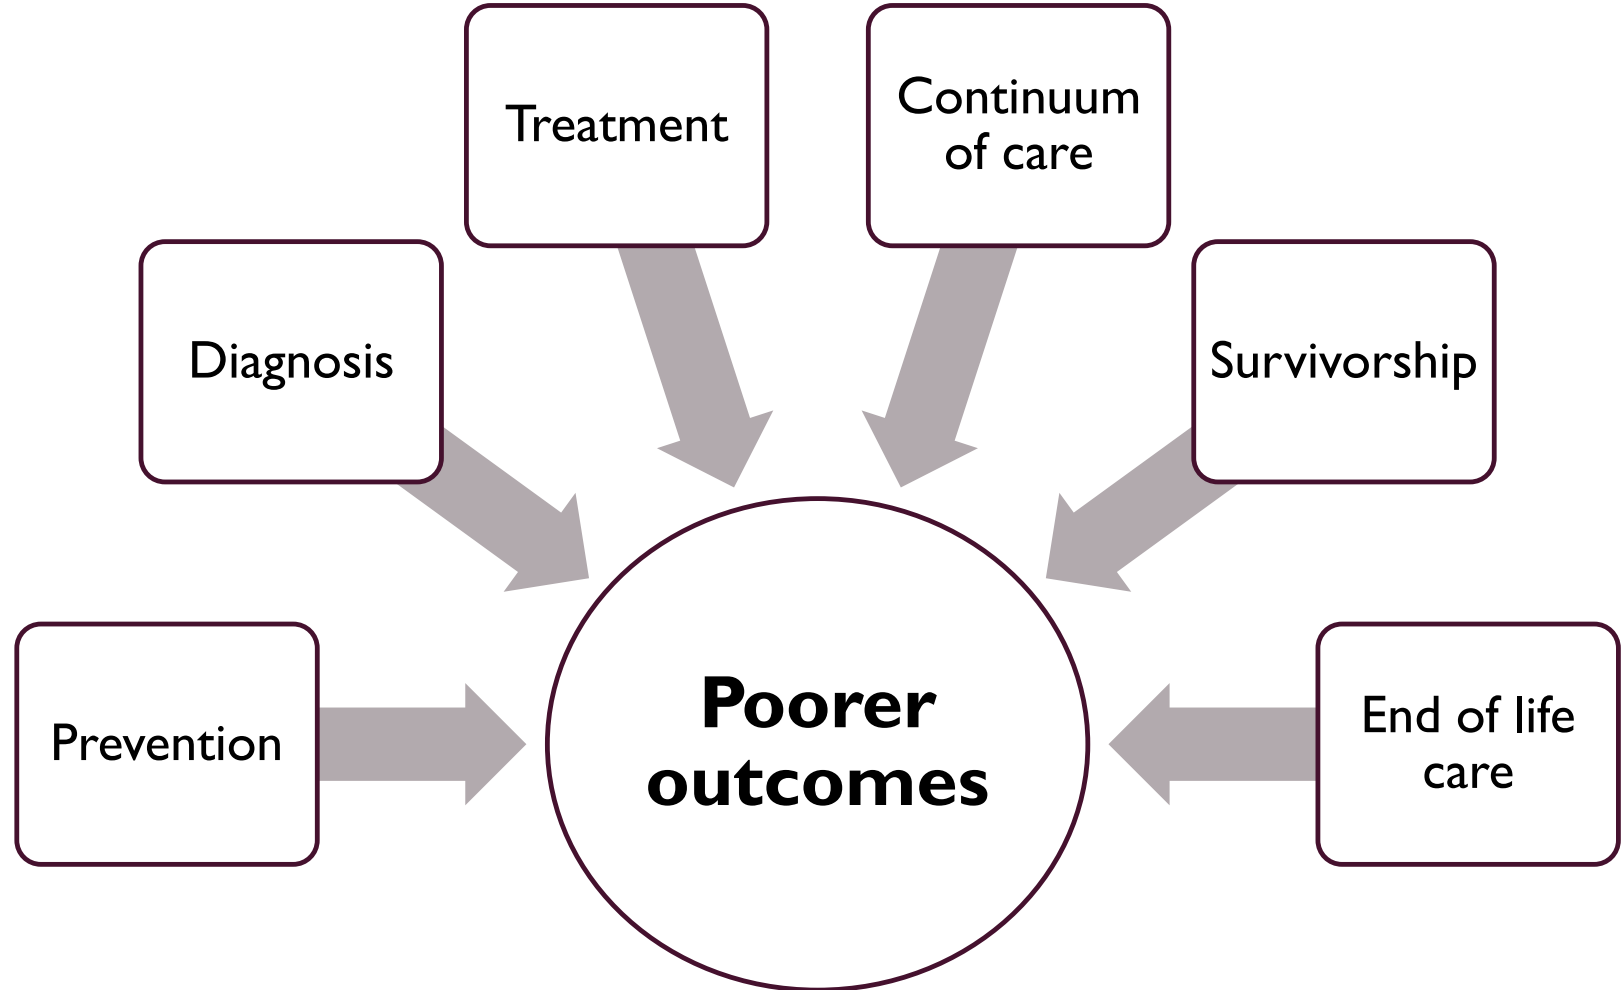 Treatment
Continuum
of care
Diagnosis
Survivorship
Prevention
Poorer
outcomes
End of life
care